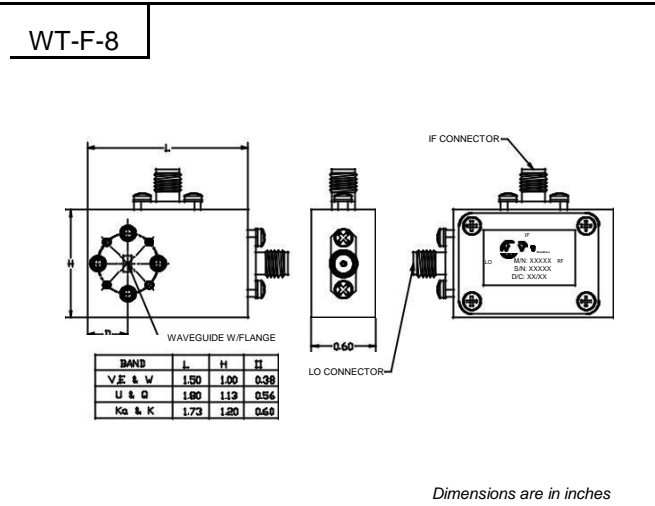 WT-F-8
L
IF CONNECTOR
H
IF
LO
M/N: XXXXX
RF
S/N: XXXXX
D/C: XX/XX
WAVEGUIDE W/FLANGE
0.60
LO CONNECTOR
BAND L H
V,E & W 1.50 1.00 0.38
U & Q 1.80 1.13 0.56
Ka & K 1.73 1.20 0.60
Dimensions are in inches